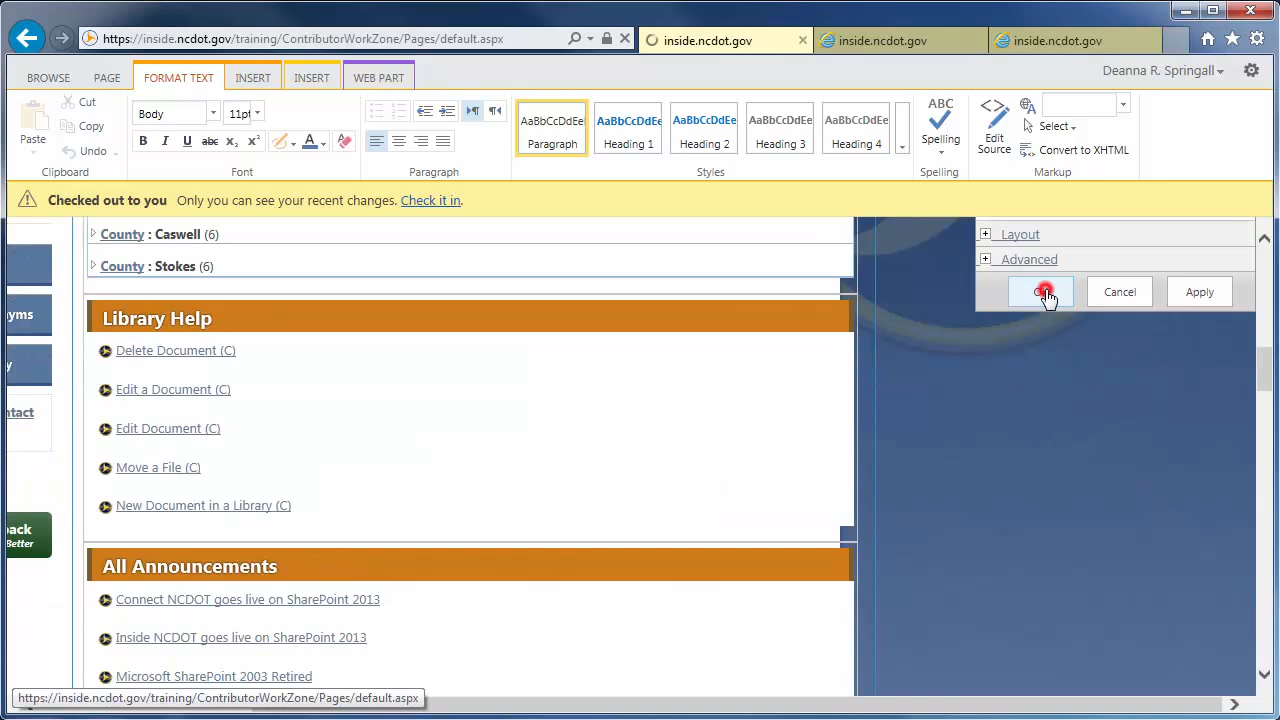 https://inside.ncdot.gov/training/ContributorWorkZone/Pages/default.aspx
inside.ncdot.gov
inside.ncdot.gov
inside.ncdot.gov
BROWSE
PAGE
FORMAT TEXT
INSERT
INSERT
WEB PART
Deanna R. Springall
Paste
Cut
Copy
Undo
Clipboard
Body
11pt
B I U abc x₂ x²
A
Font
Paragraph
AaBbCcDdEe
Paragraph
AaBbCcDdEe
Heading 1
AaBbCcDdEe
Heading 2
AaBbCcDdEe
Heading 3
AaBbCcDdEe
Heading 4
Styles
ABC
Spelling
Spelling
Edit
Source
Select
Convert to XHTML
Markup
Checked out to you Only you can see your recent changes. Check it in.
County : Caswell (6)
County : Stokes (6)
Library Help
Delete Document (C)
Edit a Document (C)
Edit Document (C)
Move a File (C)
New Document in a Library (C)
All Announcements
Connect NCDOT goes live on SharePoint 2013
Inside NCDOT goes live on SharePoint 2013
Microsoft SharePoint 2003 Retired
yms
y
ntact
back
Better
Layout
Advanced
Cancel
Apply
https://inside.ncdot.gov/training/ContributorWorkZone/Pages/default.aspx